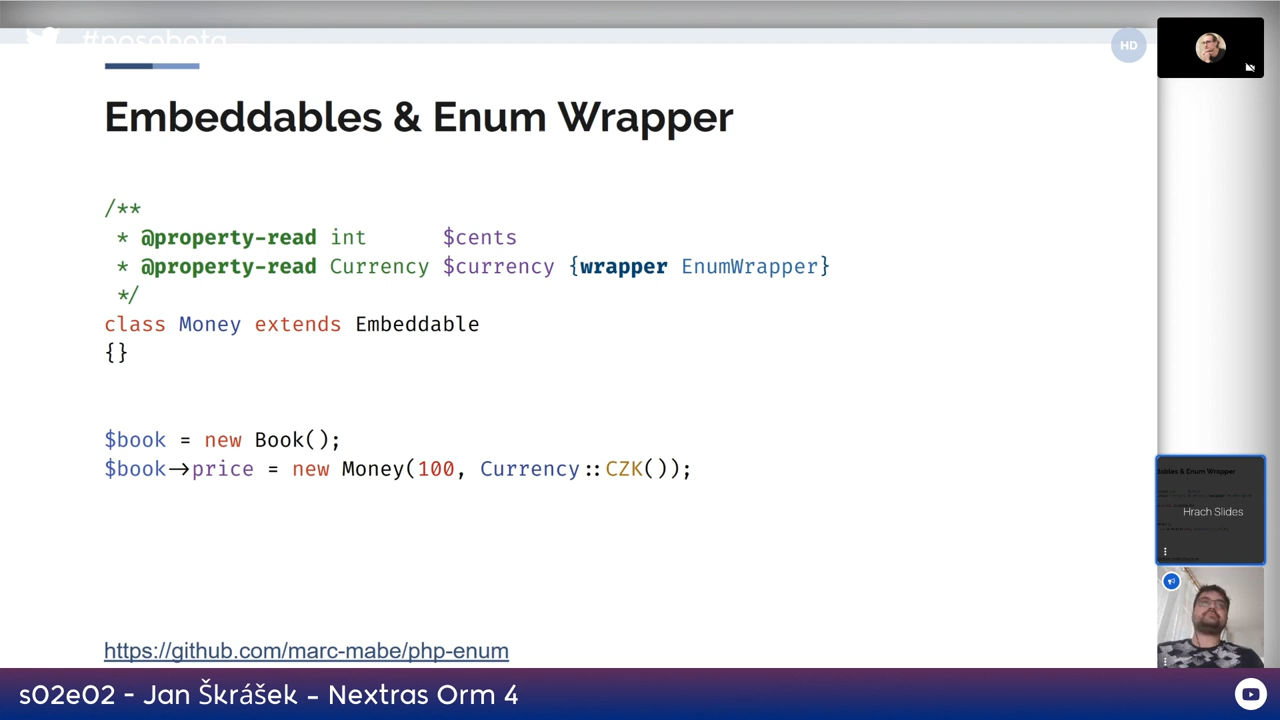 #posobota
HD
Embeddables & Enum Wrapper
/**
* @property-read int $cents
* @property-read Currency $currency {wrapper EnumWrapper}
*/
class Money extends Embeddable
{}
$book = new Book();
$book→price = new Money(100, Currency::CZK());
https://github.com/marc-mabe/php-enum
Hrach Slides
s02e02 - Jan Škrášek - Nextras Orm 4